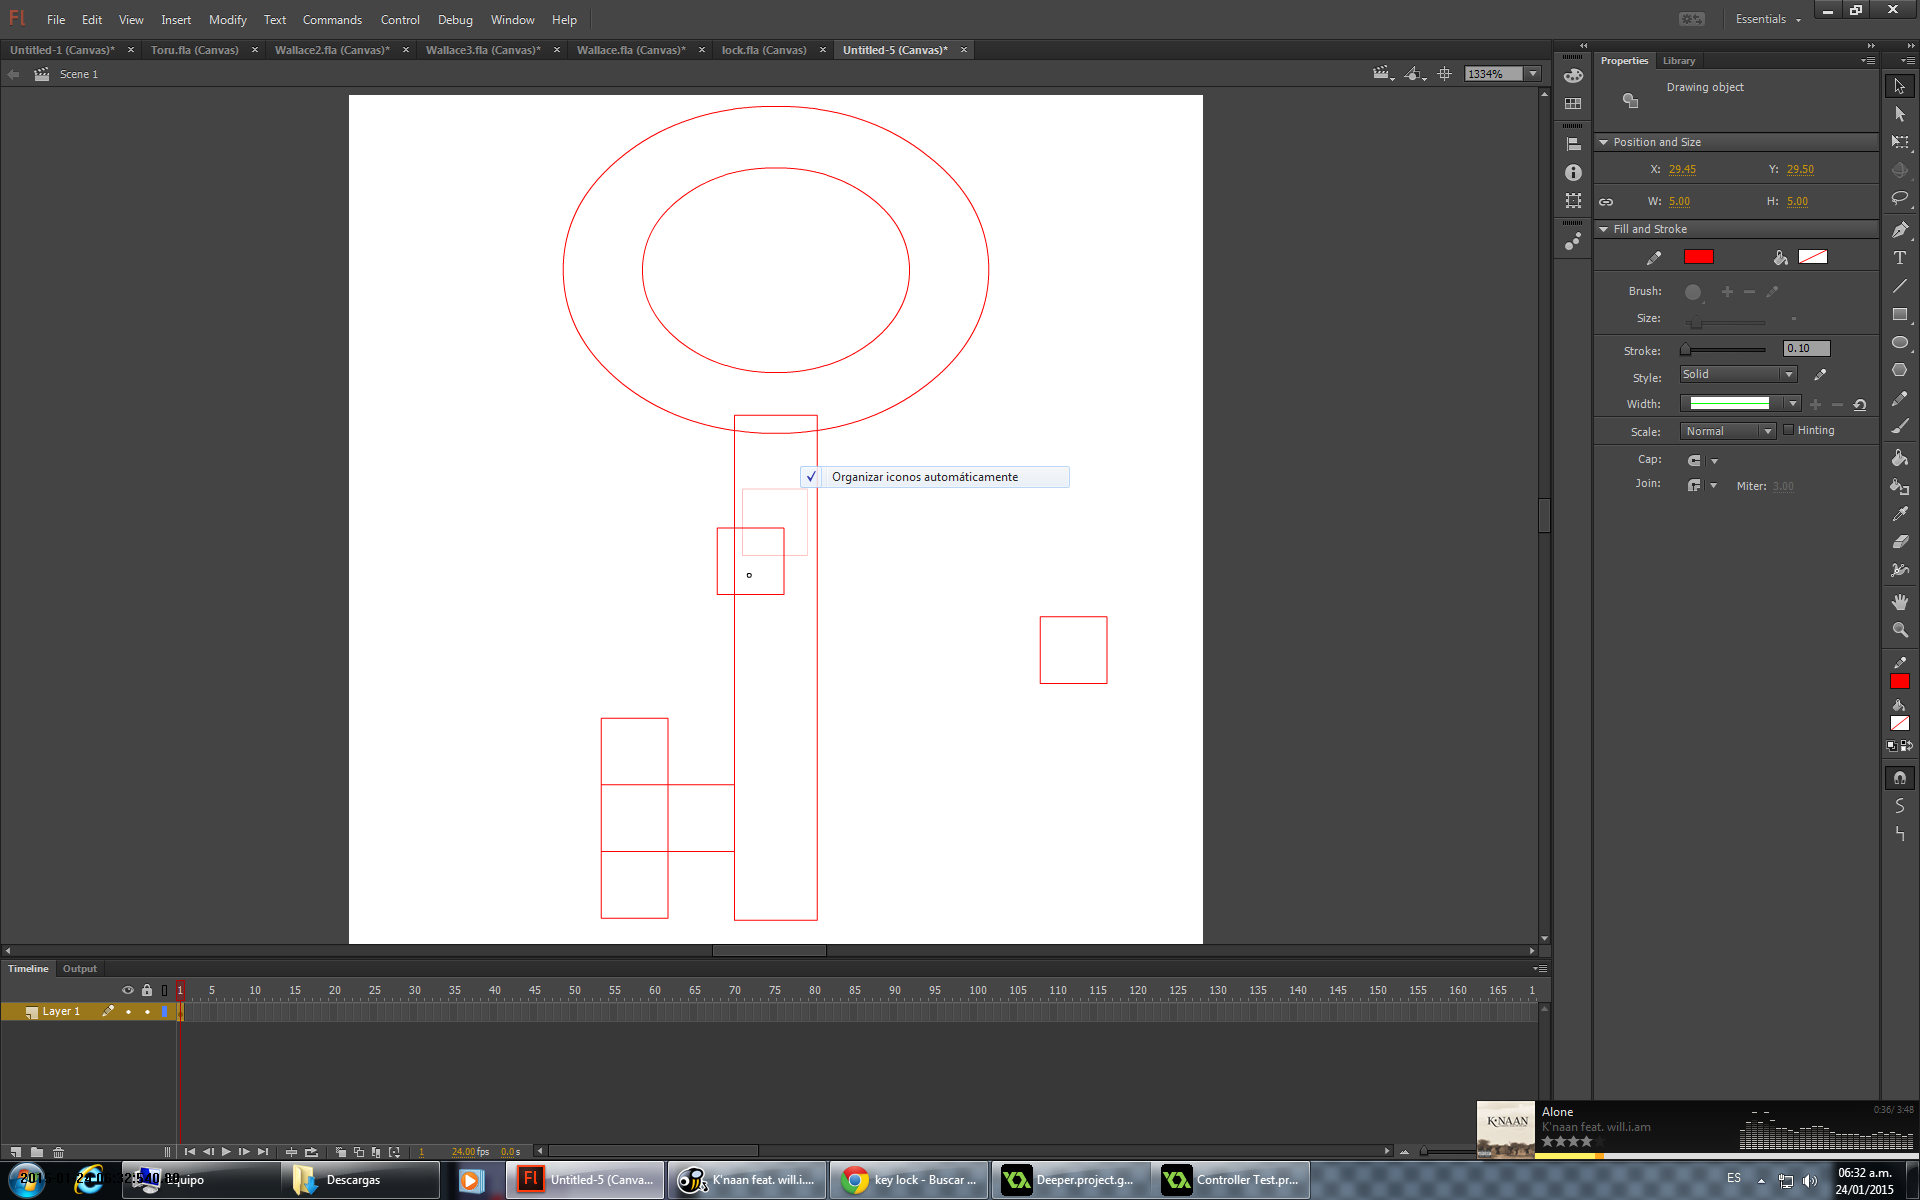 Fl File Edit View Insert Modify Text Commands Control Debug Window Help Essentials
Untitled-1 (Canvas)* Toru.fla (Canvas) Wallace2.fla (Canvas)* Wallace3.fla (Canvas)* Wallace.fla (Canvas)* lock.fla (Canvas) Untitled-5 (Canvas)*
Scene 1 1334%
Properties Library
Drawing object
Position and Size
X: 29.45 Y: 29.50
W: 5.00 H: 5.00
Fill and Stroke
Brush:
Size: -
Stroke: 0.10
Style: Solid
Width:
Scale: Normal Hinting
Cap:
Join: Miter: 3.00
Organizar iconos automáticamente
Timeline Output
1 5 10 15 20 25 30 35 40 45 50 55 60 65 70 75 80 85 90 95 100 105 110 115 120 125 130 135 140 145 150 155 160 165 1
Layer 1
1 24.00 fps 0.0 s
K'NAAN
Alone 0:36/ 3:48
K'naan feat. will.i.am
Equipo Descargas Fl Untitled-5 (Canva... K'naan feat. will.i.... key lock - Buscar ... Deeper.project.g... Controller Test.pr... ES
06:32 a.m.
24/01/2015